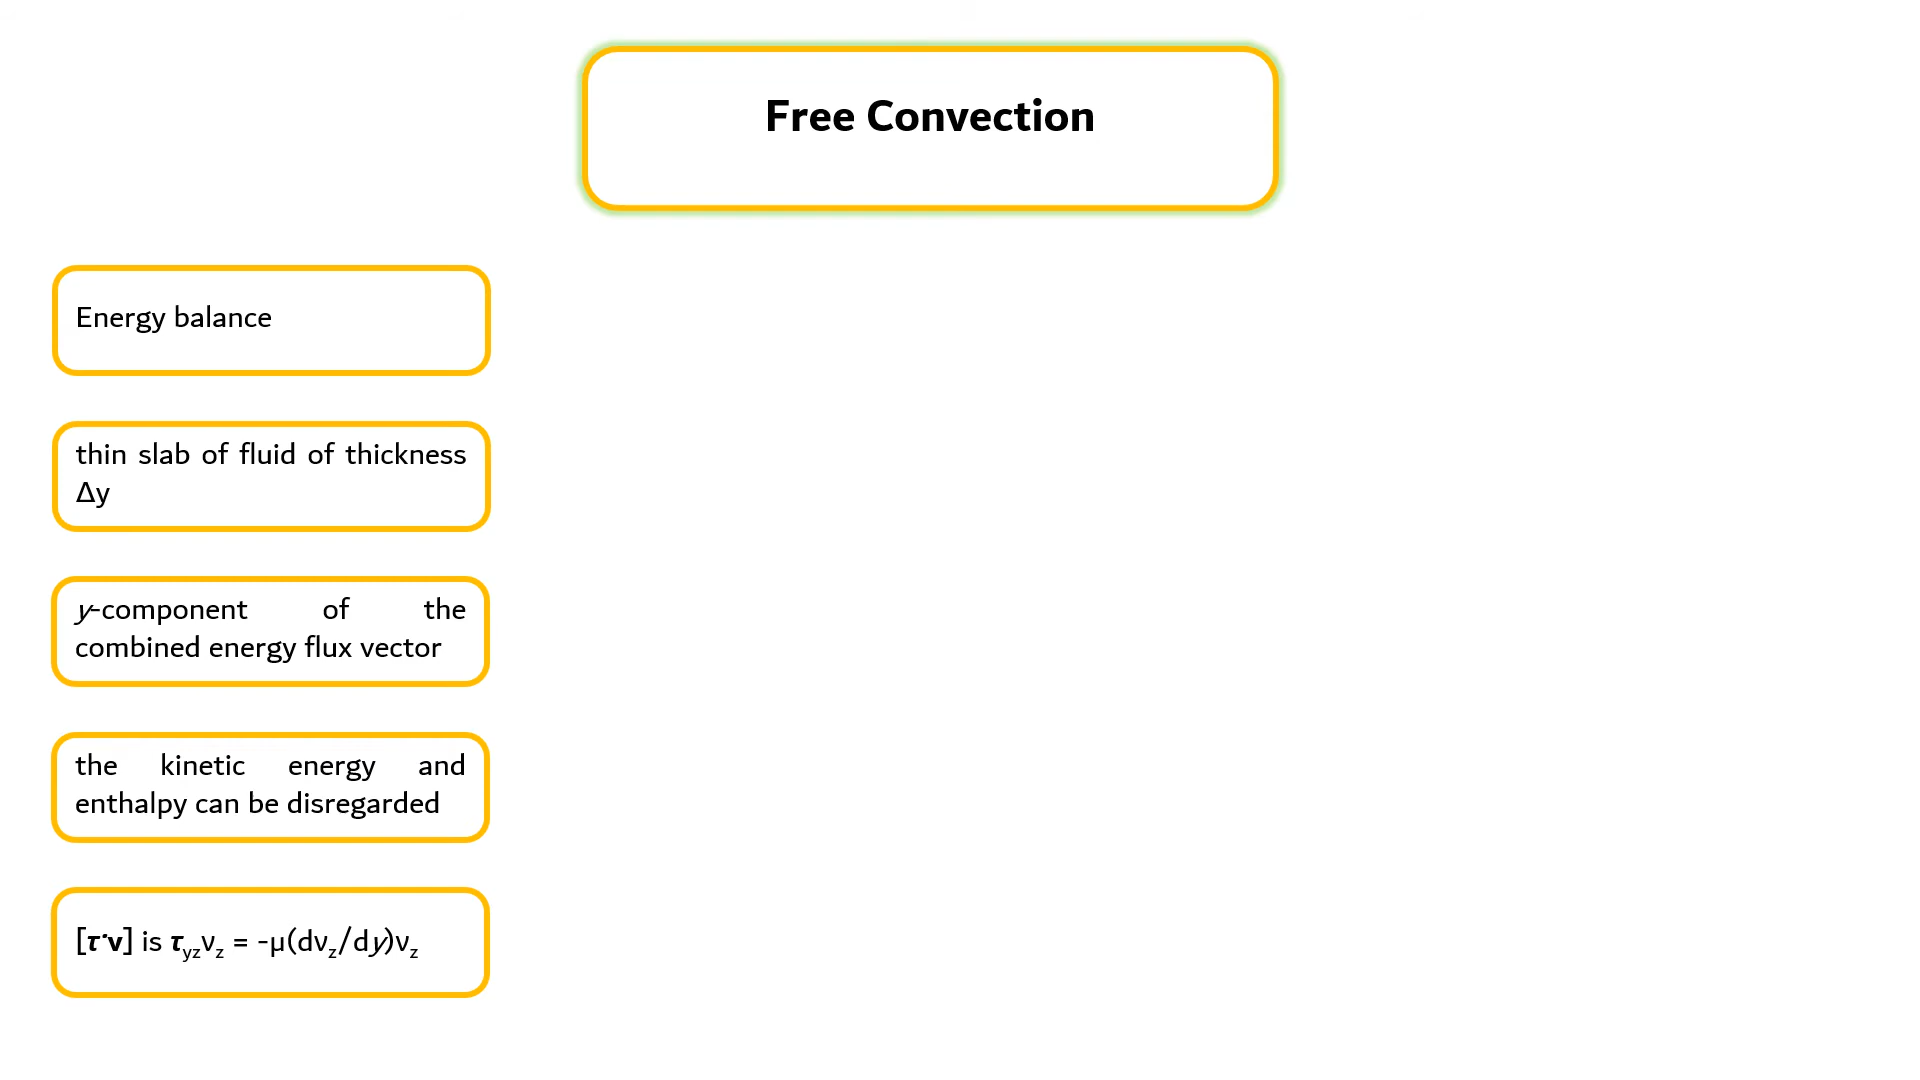 Free Convection
Energy balance
thin slab of fluid of thickness
Δy
y-component of the
combined energy flux vector
the kinetic energy and
enthalpy can be disregarded
[τ·v] is τyzvz = -μ(dvz/dy)vz